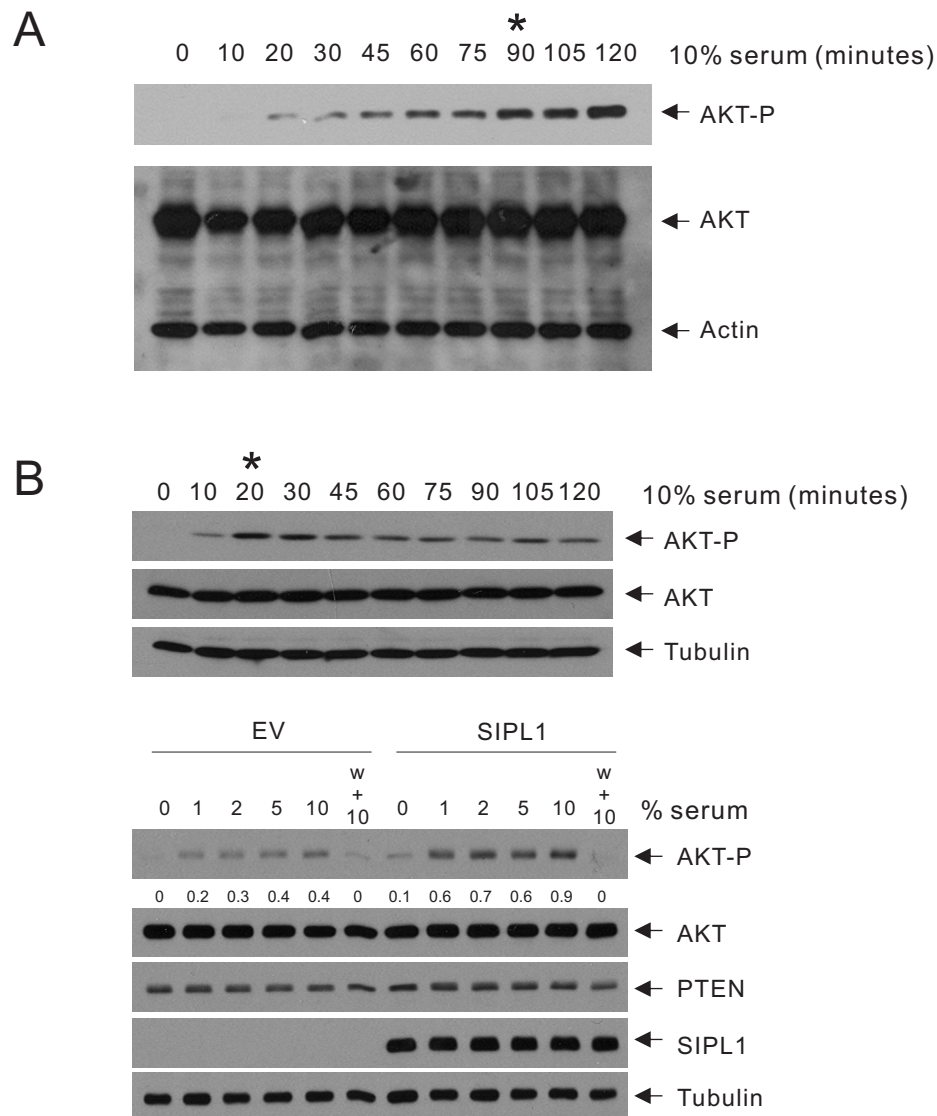 A
*
0 10 20 30 45 60 75 90 105 120 10% serum (minutes)
AKT-P
AKT
Actin
B
*
0 10 20 30 45 60 75 90 105 120 10% serum (minutes)
AKT-P
AKT
Tubulin
EV SIPL1
0 1 2 5 10 w + 10 0 1 2 5 10 w + 10 % serum
AKT-P
0 0.2 0.3 0.4 0.4 0 0.1 0.6 0.7 0.6 0.9 0
AKT
PTEN
SIPL1
Tubulin